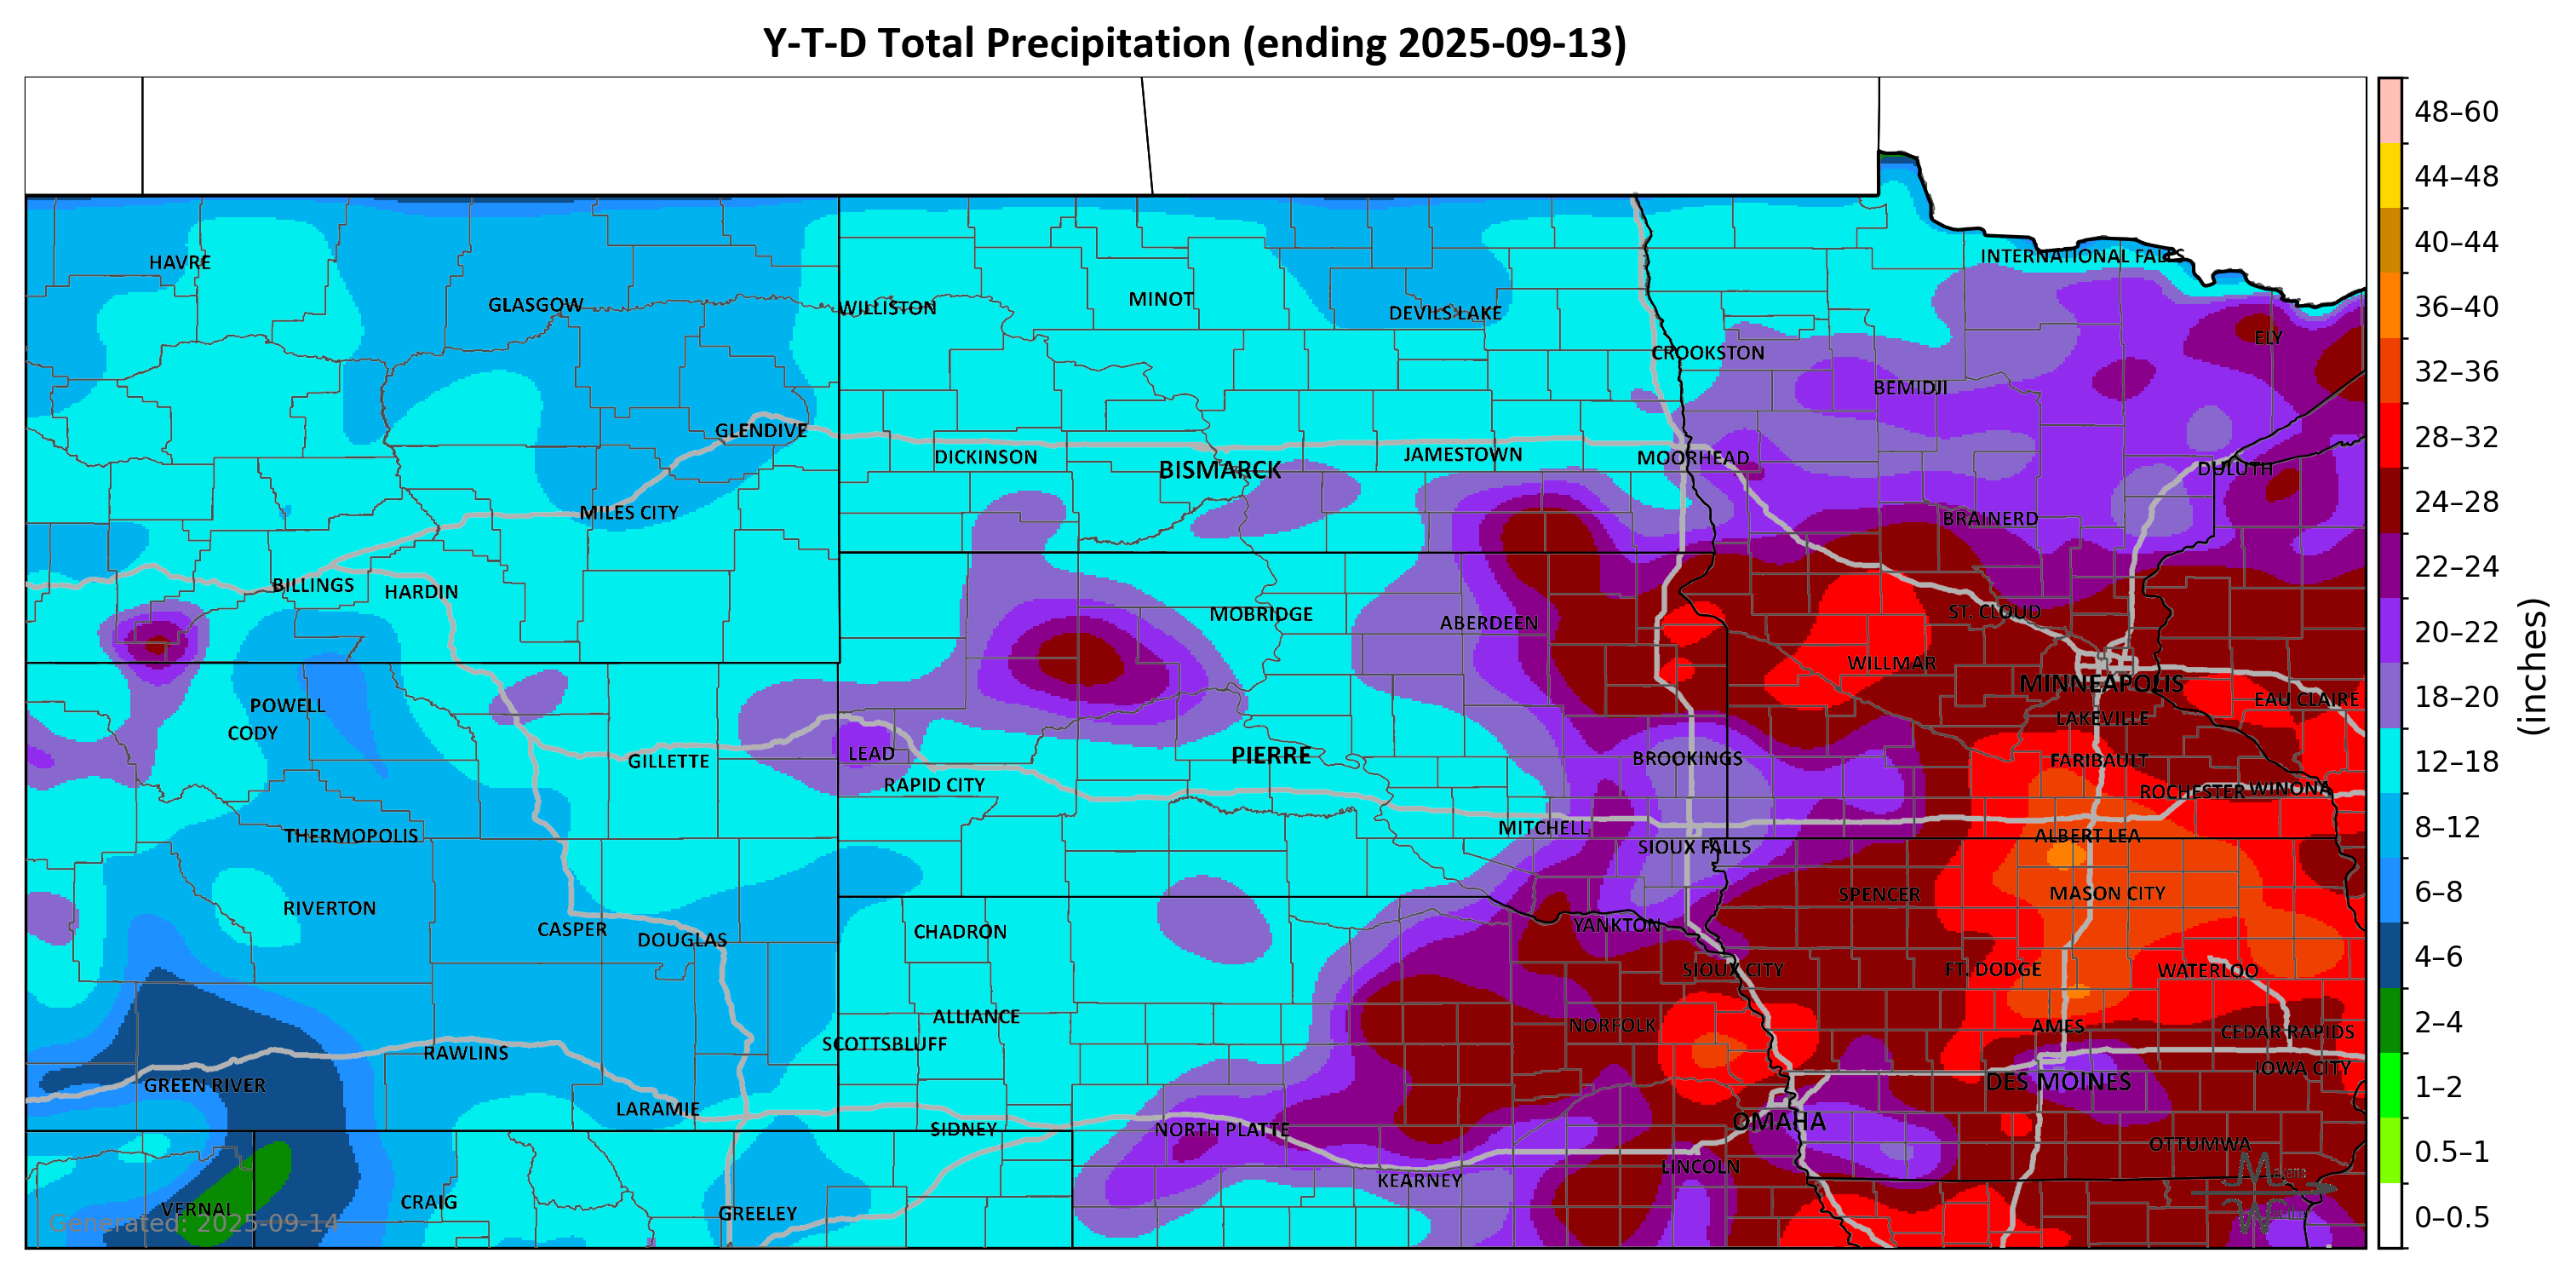 Y-T-D Total Precipitation (ending 2025-09-13)
48–60
44–48
40–44
36–40
32–36
28–32
24–28
22–24
20–22
18–20
12–18
8–12
6–8
4–6
2–4
1–2
0.5–1
0–0.5
(inches)
INTERNATIONAL FALLS
HAVRE
GLASGOW
WILLISTON
MINOT
DEVILS LAKE
ELY
CROOKSTON
BEMIDJI
GLENDIVE
DICKINSON
BISMARCK
JAMESTOWN
MOORHEAD
DULUTH
MILES CITY
BRAINERD
BILLINGS
HARDIN
MOBRIDGE
ABERDEEN
ST. CLOUD
WILLMAR
MINNEAPOLIS
EAU CLAIRE
POWELL
LAKEVILLE
CODY
GILLETTE
LEAD
PIERRE
BROOKINGS
FARIBAULT
RAPID CITY
ROCHESTER
WINONA
THERMOPOLIS
MITCHELL
ALBERT LEA
SIOUX FALLS
RIVERTON
SPENCER
MASON CITY
CASPER
DOUGLAS
CHADRON
YANKTON
SIOUX CITY
FT. DODGE
WATERLOO
ALLIANCE
NORFOLK
AMES
CEDAR RAPIDS
SCOTTSBLUFF
RAWLINS
IOWA CITY
GREEN RIVER
DES MOINES
LARAMIE
SIDNEY
NORTH PLATTE
OMAHA
OTTUMWA
LINCOLN
KEARNEY
VERNAL
CRAIG
GREELEY
Generated: 2025-09-14